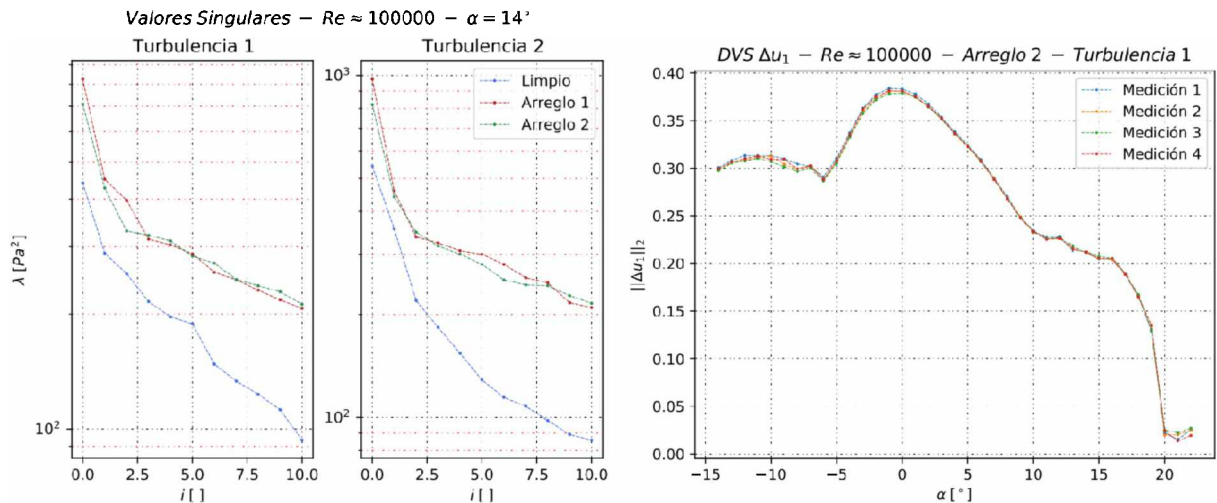 Valores Singulares − Re ≈ 100000 − α = 14°
Turbulencia 1
Turbulencia 2
10²
λ [Pa²]
0.0 2.5 5.0 7.5 10.0
i [ ]
10³
10²
Limpio
Arreglo 1
Arreglo 2
0.0 2.5 5.0 7.5 10.0
i [ ]
DVS Δu₁ − Re ≈ 100000 − Arreglo 2 − Turbulencia 1
0.40
0.35
0.30
0.25
0.20
0.15
0.10
0.05
0.00
||Δu₁||₂
Medición 1
Medición 2
Medición 3
Medición 4
−15 −10 −5 0 5 10 15 20
α [°]